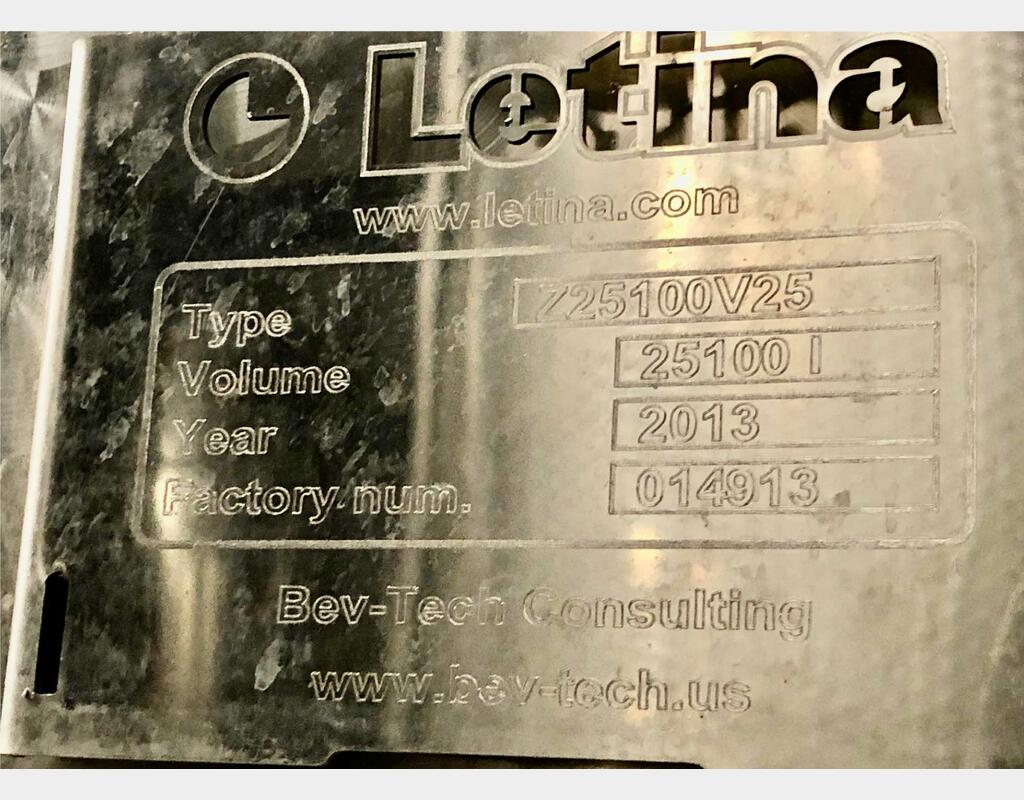 Letina
www.letina.com
Type Z25100V25
Volume 25100 l
Year 2013
Factory num. 014913
Bev-Tech Consulting
www.bev-tech.us